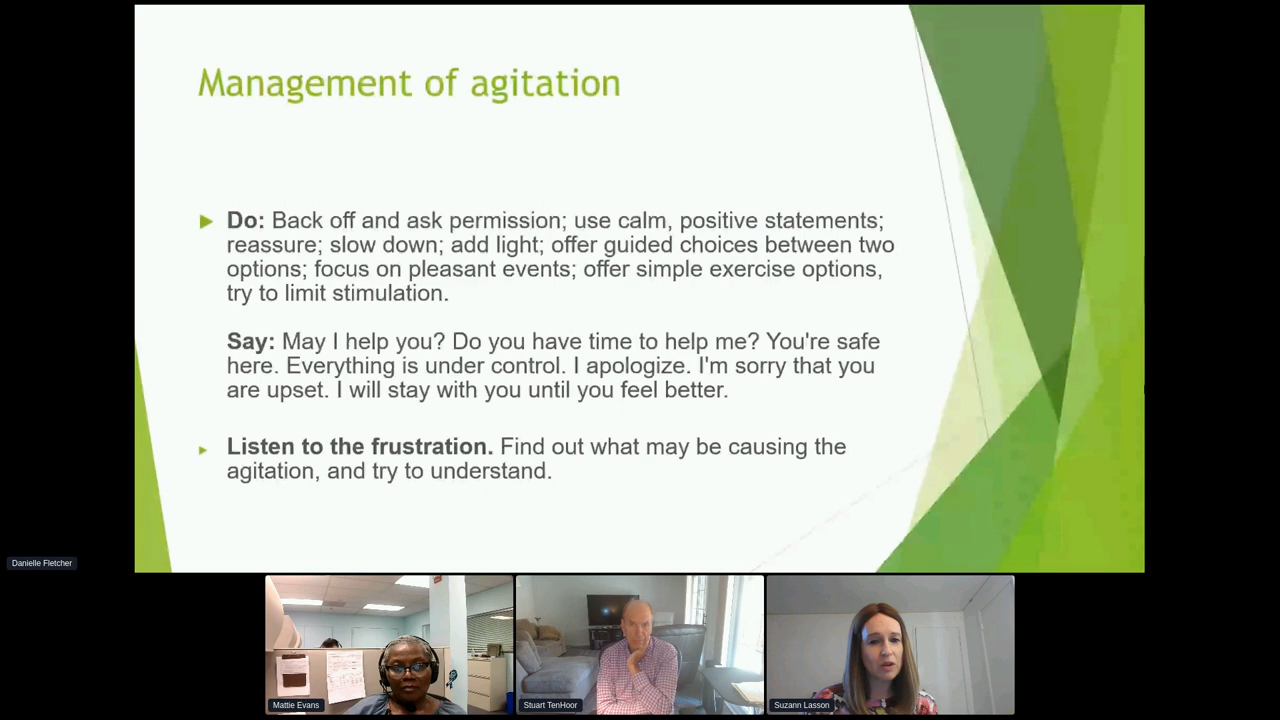 Management of agitation
Do: Back off and ask permission; use calm, positive statements;
reassure; slow down; add light; offer guided choices between two
options; focus on pleasant events; offer simple exercise options,
try to limit stimulation.
Say: May I help you? Do you have time to help me? You're safe
here. Everything is under control. I apologize. I'm sorry that you
are upset. I will stay with you until you feel better.
Listen to the frustration. Find out what may be causing the
agitation, and try to understand.
Danielle Fletcher
Mattie Evans
Stuart TenHoor
Suzann Lasson